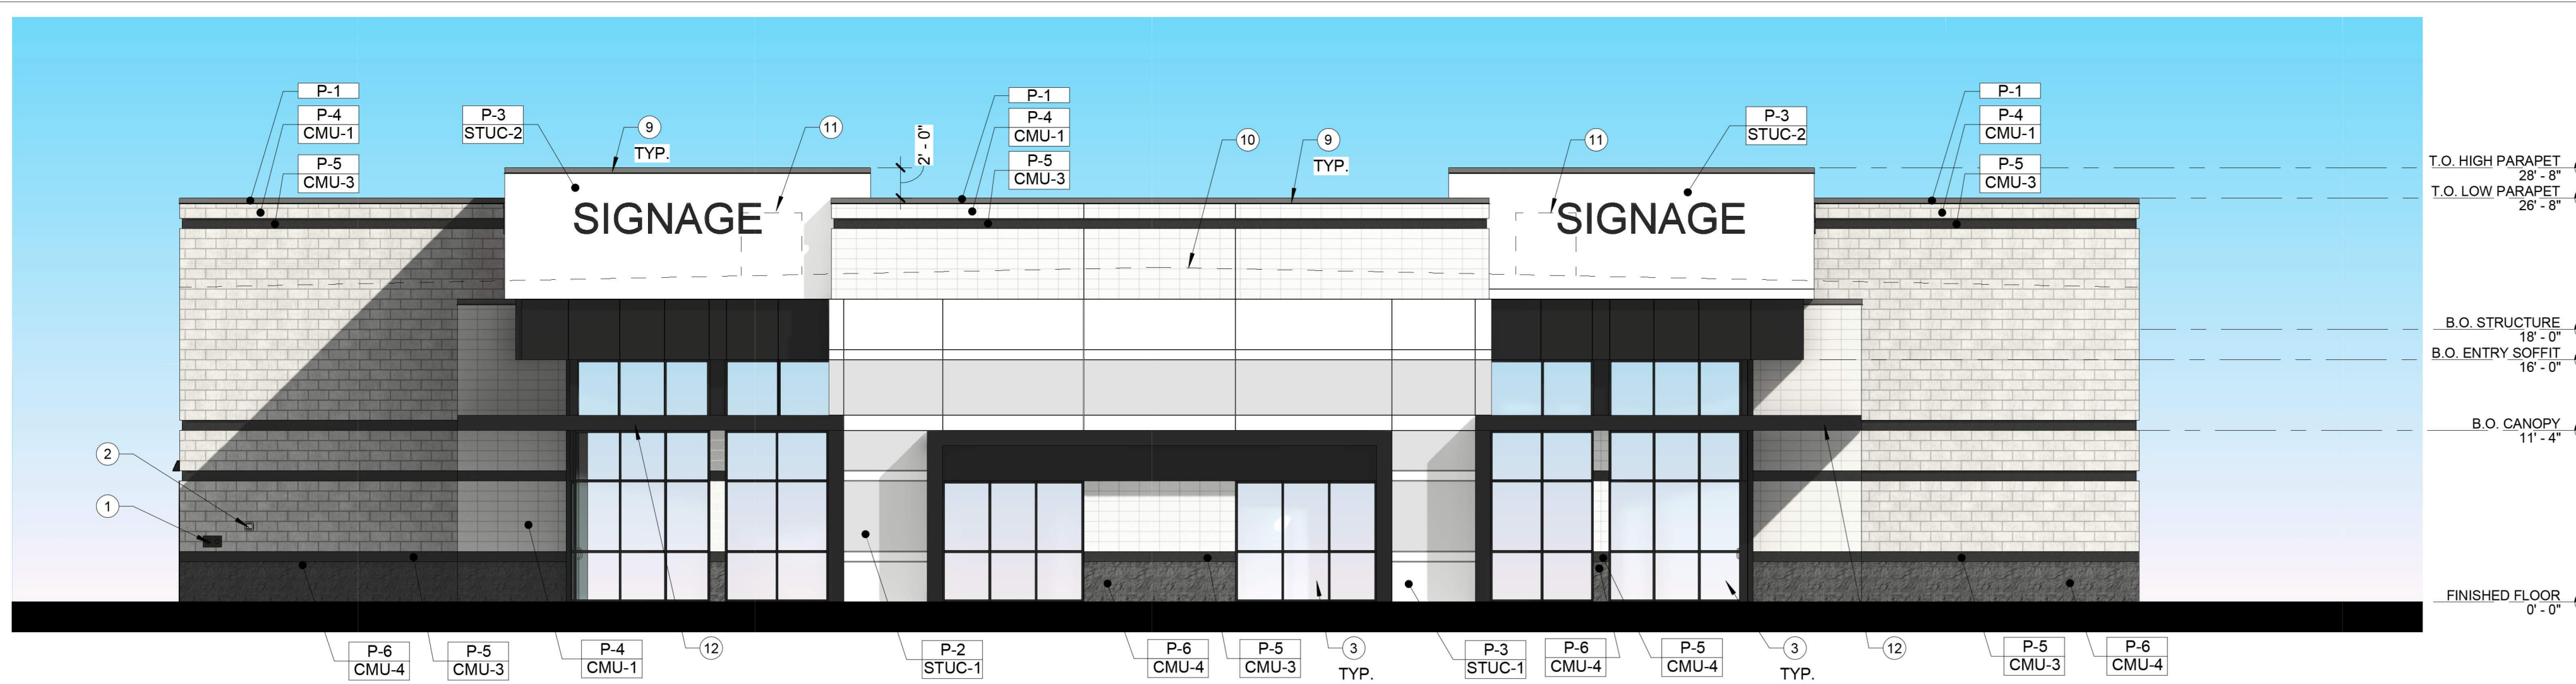 P-1
P-4
CMU-1
P-5
CMU-3
P-3
STUC-2
9
TYP.
11
2' - 0"
P-1
P-4
CMU-1
P-5
CMU-3
10
9
TYP.
11
P-3
STUC-2
P-1
P-4
CMU-1
P-5
CMU-3
T.O. HIGH PARAPET
28' - 8"
T.O. LOW PARAPET
26' - 8"
SIGNAGE
SIGNAGE
B.O. STRUCTURE
18' - 0"
B.O. ENTRY SOFFIT
16' - 0"
B.O. CANOPY
11' - 4"
2
1
FINISHED FLOOR
0' - 0"
P-6
CMU-4
P-5
CMU-3
P-4
CMU-1
12
P-2
STUC-1
P-6
CMU-4
P-5
CMU-3
3
TYP.
P-3
STUC-1
P-6
CMU-4
P-5
CMU-4
3
TYP.
12
P-5
CMU-3
P-6
CMU-4